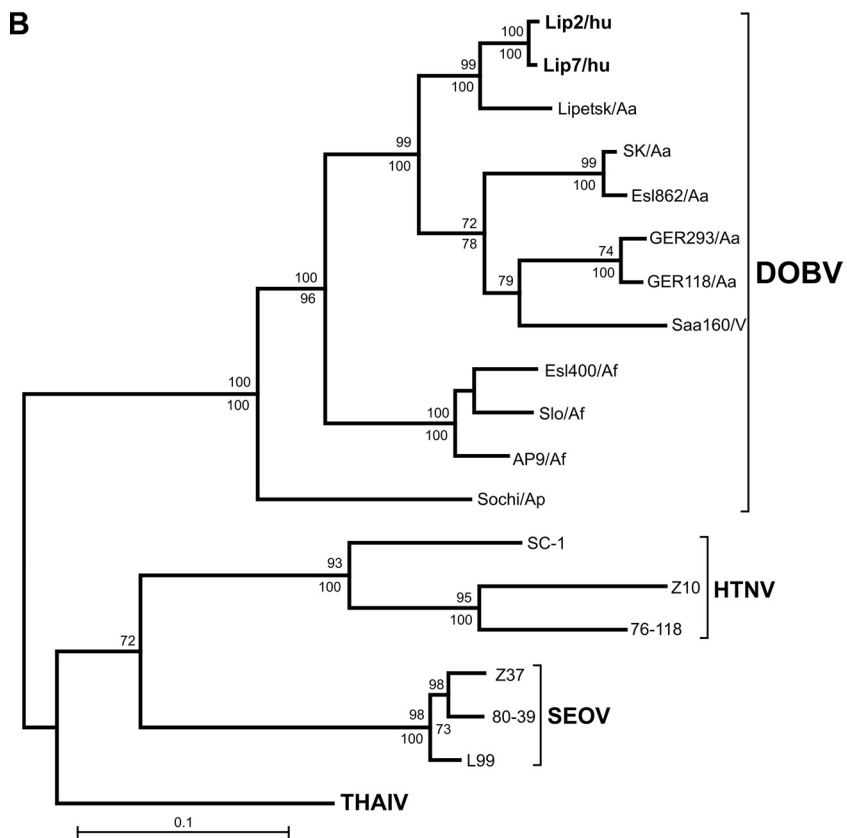 B
Lip2/hu
100
100
Lip7/hu
99
100
Lipetsk/Aa
99
100
SK/Aa
99
100
Esl862/Aa
72
78
GER293/Aa
74
100
GER118/Aa
79
Saa160/V
DOBV
100
96
Esl400/Af
Slo/Af
100
100
AP9/Af
100
100
Sochi/Ap
SC-1
93
100
Z10
95
100
76-118
HTNV
72
Z37
98
80-39
98
73
100
L99
SEOV
THAIV
0.1